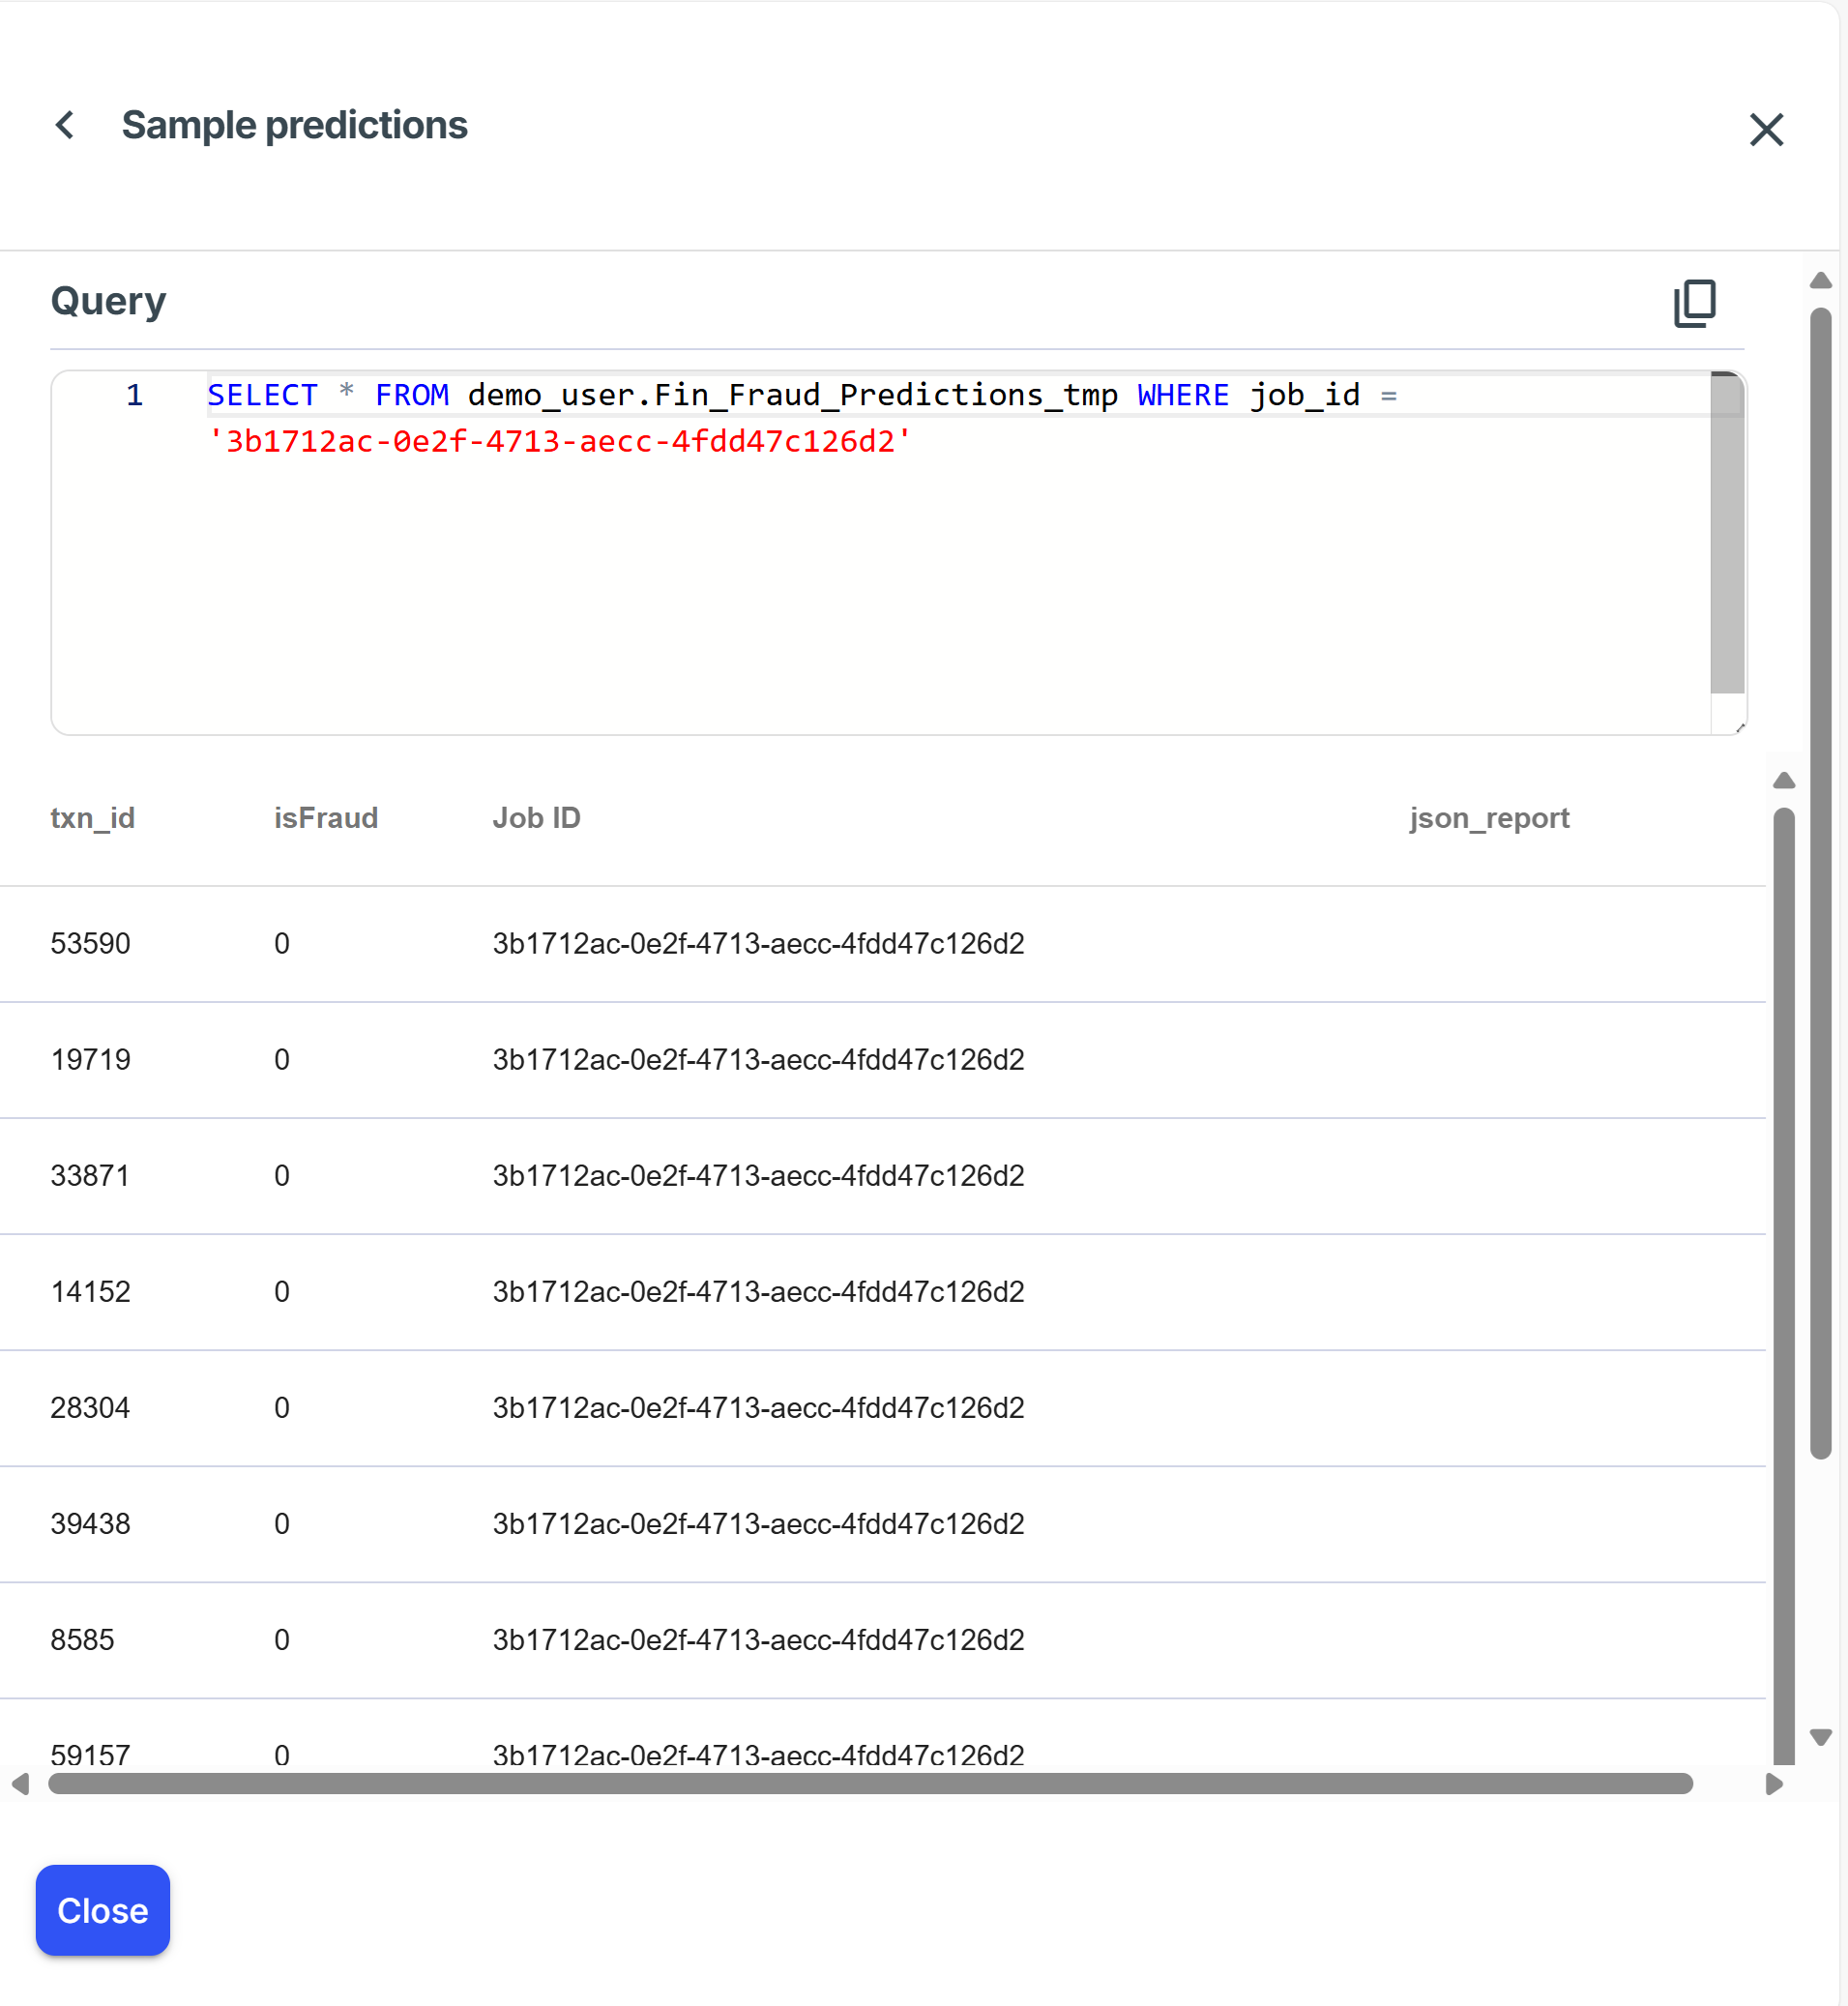 Sample predictions
Query
1 SELECT * FROM demo_user.Fin_Fraud_Predictions_tmp WHERE job_id =
'3b1712ac-0e2f-4713-aecc-4fdd47c126d2'
txn_id isFraud Job ID json_report
53590 0 3b1712ac-0e2f-4713-aecc-4fdd47c126d2
19719 0 3b1712ac-0e2f-4713-aecc-4fdd47c126d2
33871 0 3b1712ac-0e2f-4713-aecc-4fdd47c126d2
14152 0 3b1712ac-0e2f-4713-aecc-4fdd47c126d2
28304 0 3b1712ac-0e2f-4713-aecc-4fdd47c126d2
39438 0 3b1712ac-0e2f-4713-aecc-4fdd47c126d2
8585 0 3b1712ac-0e2f-4713-aecc-4fdd47c126d2
59157 0 3b1712ac-0e2f-4713-aecc-4fdd47c126d2
Close